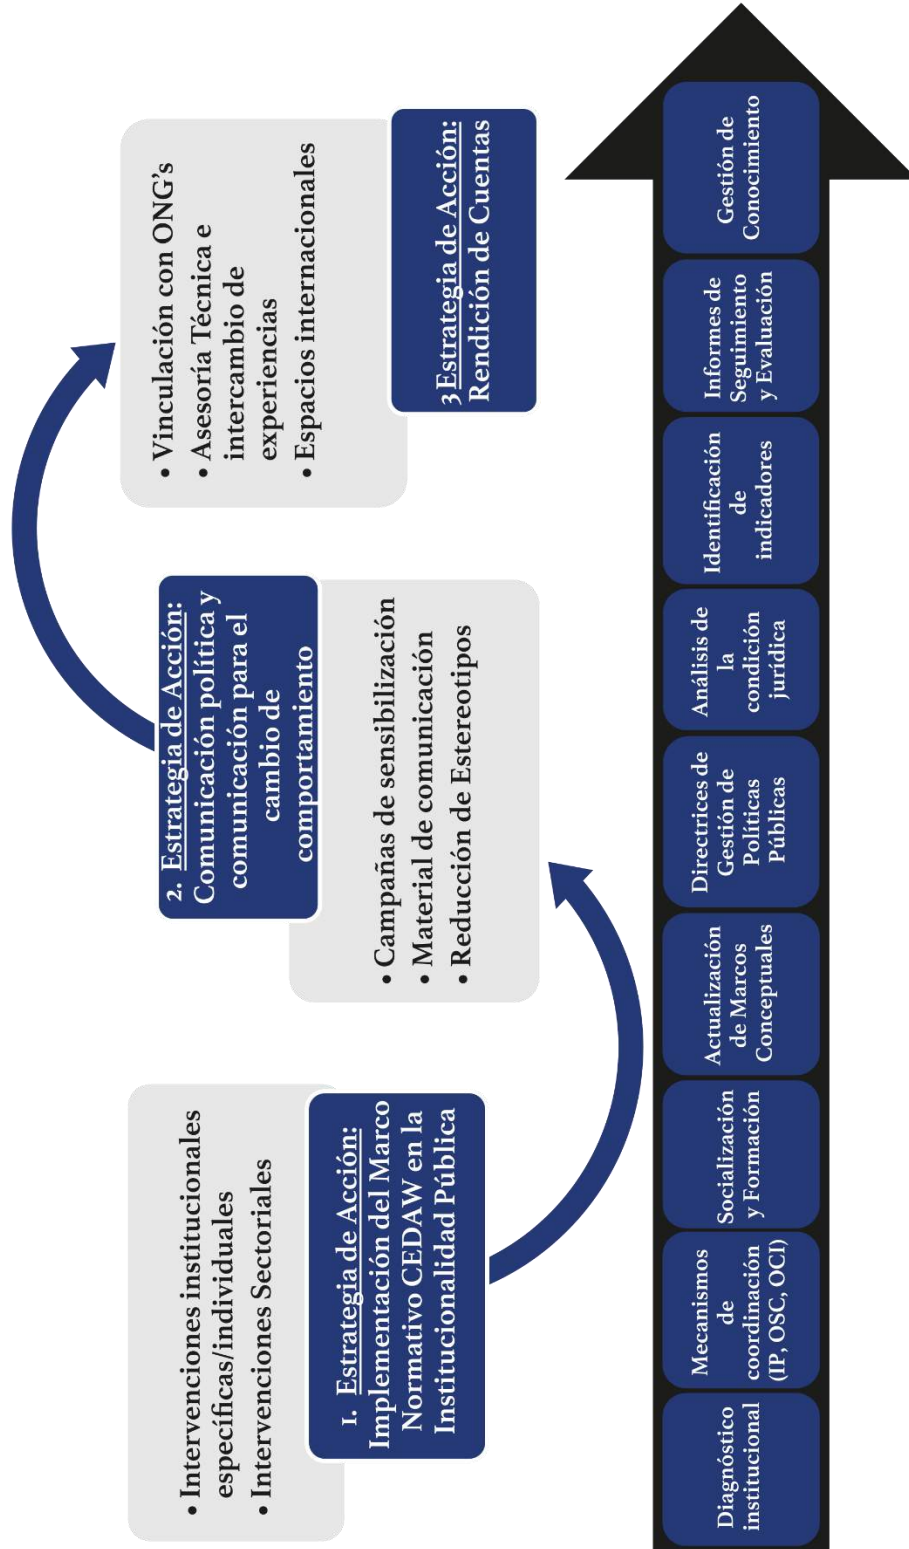 • Intervenciones institucionales
específicas/individuales
• Intervenciones Sectoriales
1. Estrategia de Acción:
Implementación del Marco
Normativo CEDAW en la
Institucionalidad Pública
2. Estrategia de Acción:
Comunicación política y
comunicación para el
cambio de
comportamiento
• Campañas de sensibilización
• Material de comunicación
• Reducción de Estereotipos
• Vinculación con ONG’s
• Asesoría Técnica e
intercambio de
experiencias
• Espacios internacionales
3 Estrategia de Acción:
Rendición de Cuentas
Diagnóstico
institucional
Mecanismos
de
coordinación
(IP, OSC, OCI)
Socialización
y Formación
Actualización
de Marcos
Conceptuales
Directrices de
Gestión de
Políticas
Públicas
Análisis de
la
condición
jurídica
Identificación
de
indicadores
Informes de
Seguimiento
y Evaluación
Gestión de
Conocimiento